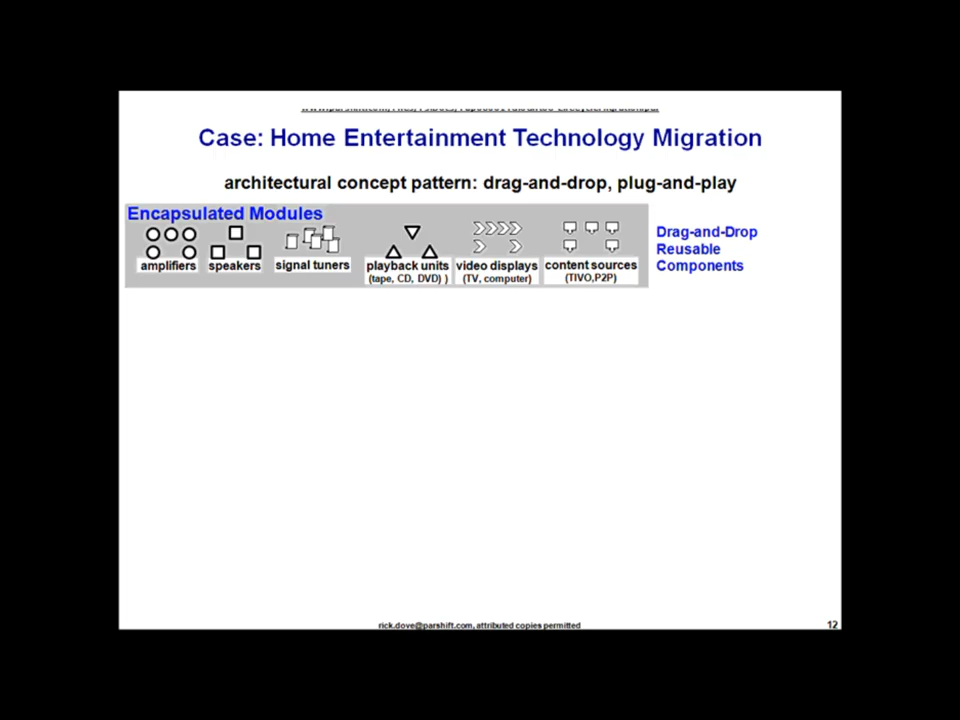 Case: Home Entertainment Technology Migration
architectural concept pattern: drag-and-drop, plug-and-play
Encapsulated Modules
amplifiers speakers signal tuners playback units video displays content sources
(tape, CD, DVD) ) (TV, computer) (TIVO,P2P)
Drag-and-Drop
Reusable
Components
rick.dove@parshift.com, attributed copies permitted
12